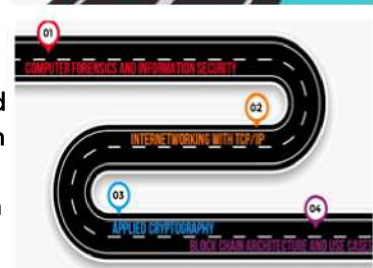 01
COMPUTER FORENSICS AND INFORMATION SECURITY
02
INTERNETWORKING WITH TCP/IP
03
04
APPLIED CRYPTOGRAPHY
BLOCK CHAIN ARCHITECTURE AND USE CASES